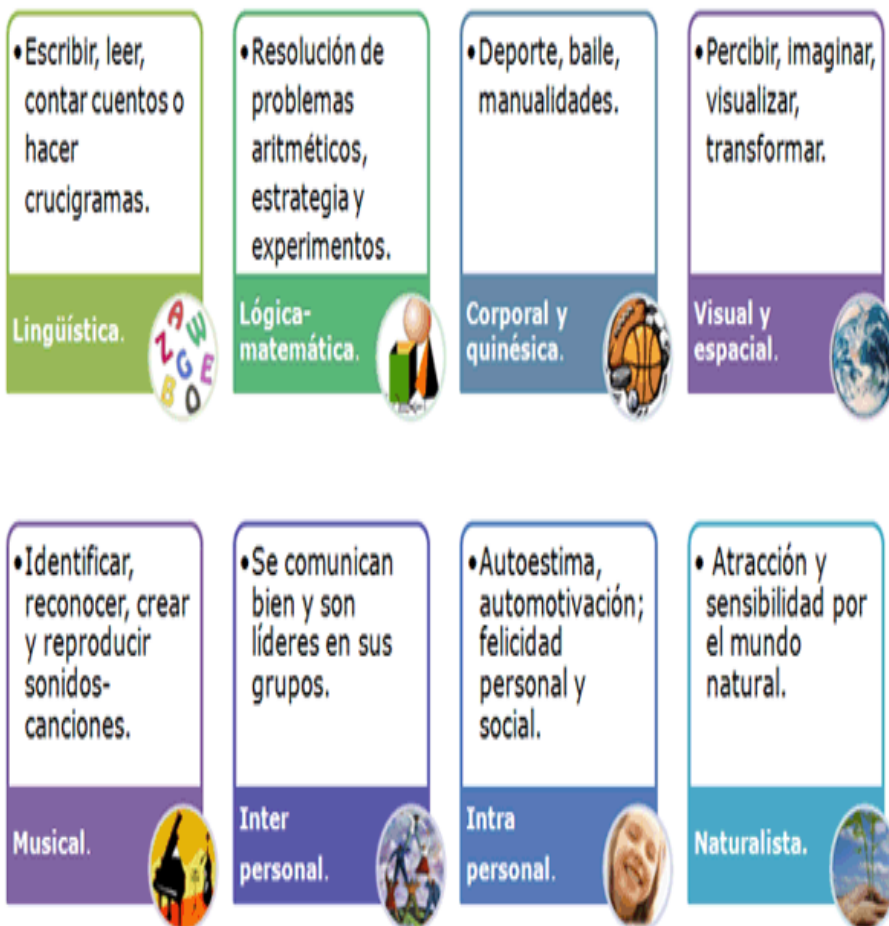 •Escribir, leer,
contar cuentos o
hacer
crucigramas.
Lingüística.
•Resolución de
problemas
aritméticos,
estrategia y
experimentos.
Lógica-
matemática.
•Deporte, baile,
manualidades.
Corporal y
quinésica.
•Percibir, imaginar,
visualizar,
transformar.
Visual y
espacial.
•Identificar,
reconocer, crear
y reproducir
sonidos-
canciones.
Musical.
•Se comunican
bien y son
líderes en sus
grupos.
Inter
personal.
•Autoestima,
automotivación;
felicidad
personal y
social.
Intra
personal.
• Atracción y
sensibilidad por
el mundo
natural.
Naturalista.
A
W
Z
G
E
B
O